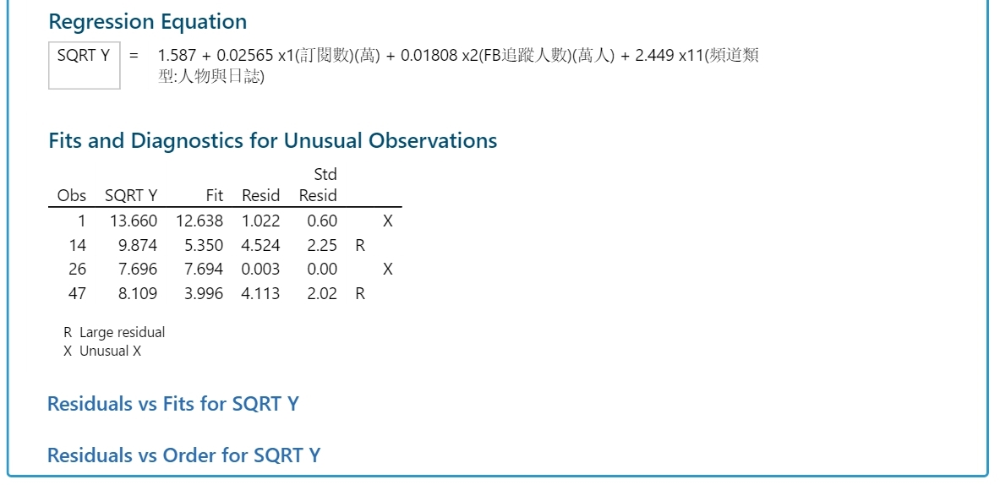 Regression Equation
SQRT Y = 1.587 + 0.02565 x1(訂閱數)(萬) + 0.01808 x2(FB追蹤人數)(萬人) + 2.449 x11(頻道類
型:人物與日誌)
Fits and Diagnostics for Unusual Observations
Std
Obs SQRT Y Fit Resid Resid
1 13.660 12.638 1.022 0.60 X
14 9.874 5.350 4.524 2.25 R
26 7.696 7.694 0.003 0.00 X
47 8.109 3.996 4.113 2.02 R
R Large residual
X Unusual X
Residuals vs Fits for SQRT Y
Residuals vs Order for SQRT Y